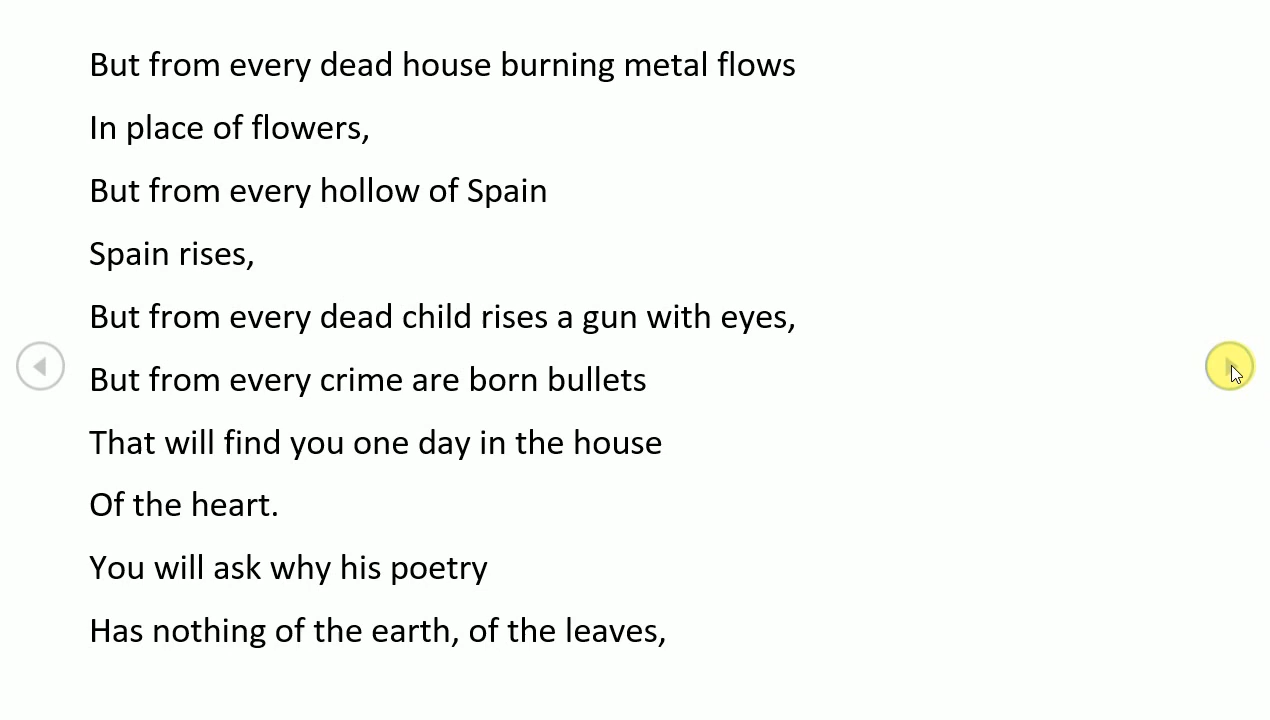 But from every dead house burning metal flows
In place of flowers,
But from every hollow of Spain
Spain rises,
But from every dead child rises a gun with eyes,
But from every crime are born bullets
That will find you one day in the house
Of the heart.
You will ask why his poetry
Has nothing of the earth, of the leaves,